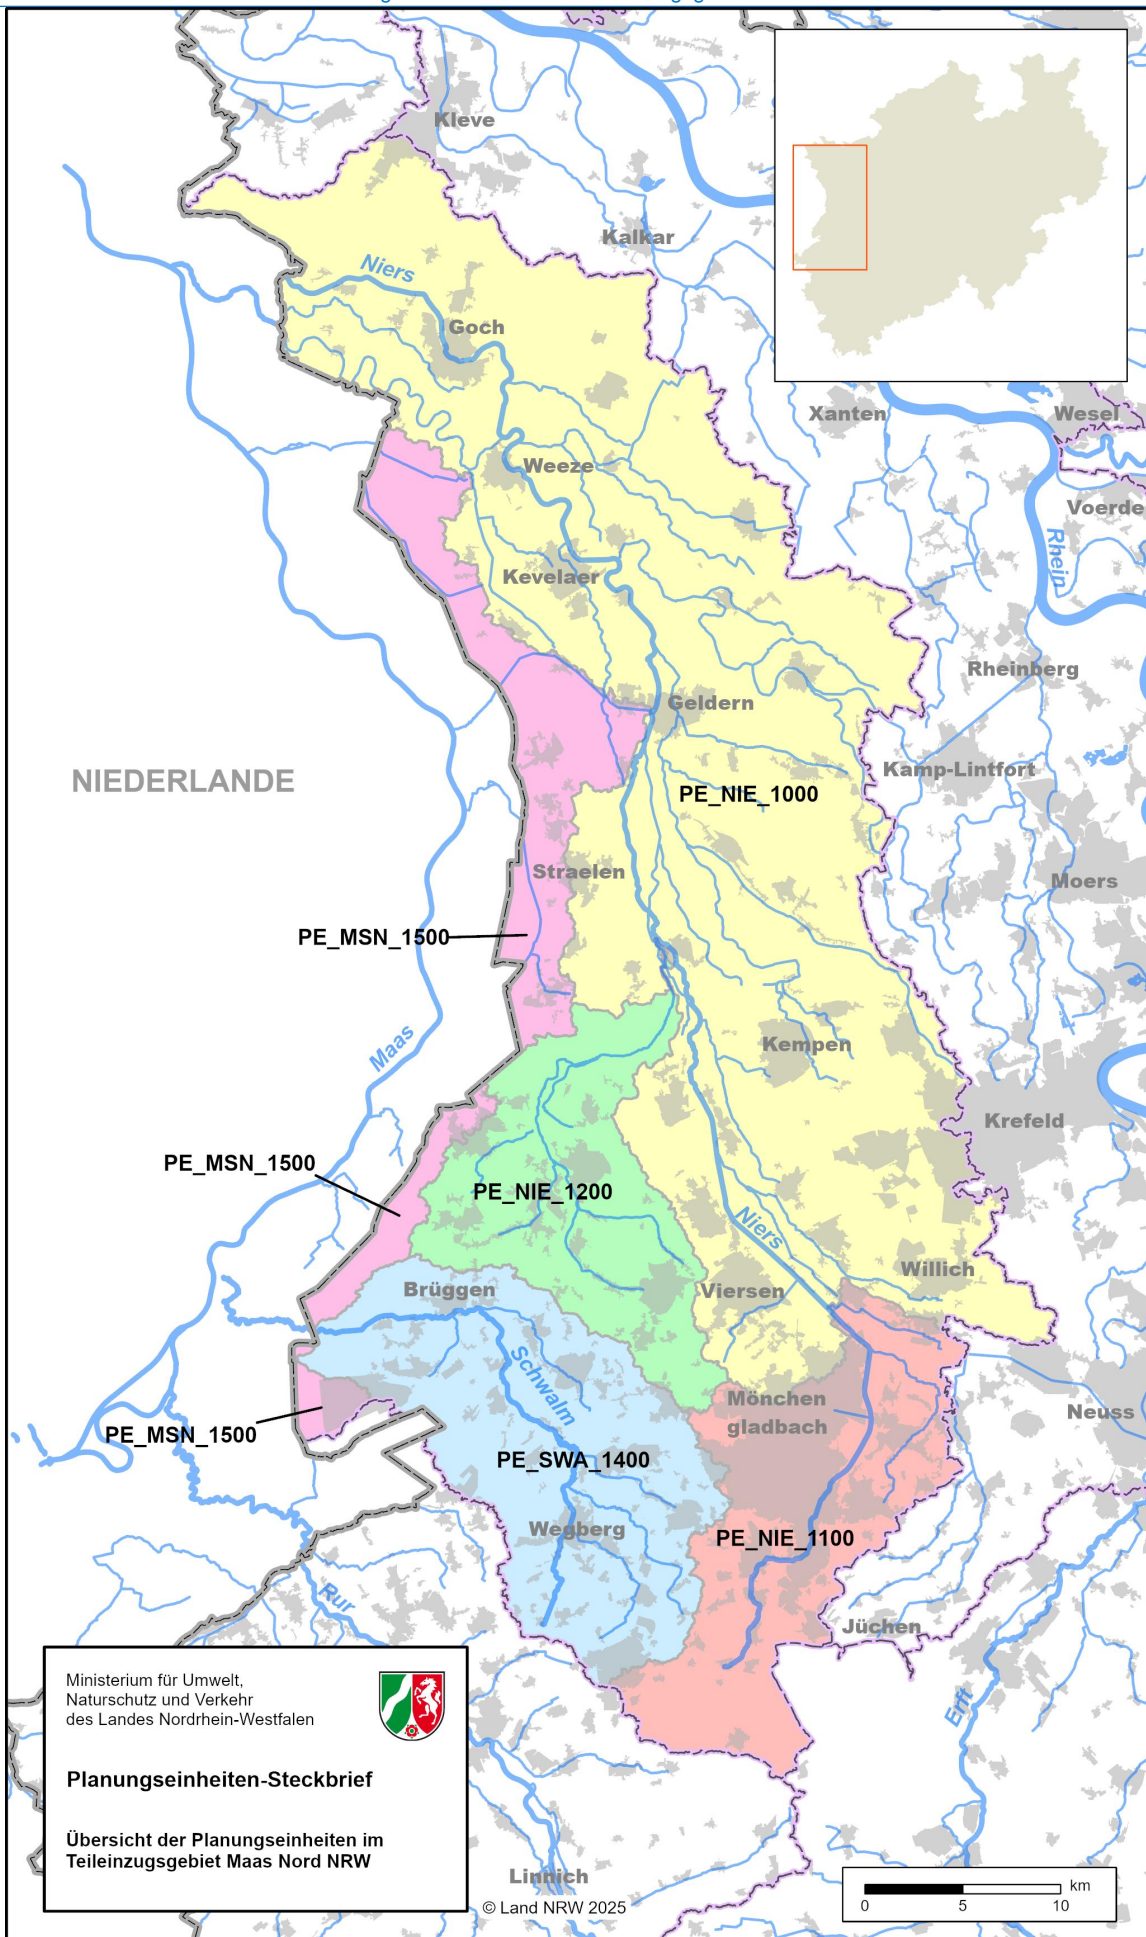 Kleve
Kalkar
Niers
Goch
Xanten
Wesel
Weeze
Voerde
Rhein
Kevelaer
Rheinberg
Geldern
Kamp-Lintfort
NIEDERLANDE
PE_NIE_1000
Straelen
Moers
PE_MSN_1500
Maas
Kempen
Krefeld
PE_MSN_1500
PE_NIE_1200
Niers
Willich
Brüggen
Viersen
Schwalm
Mönchen
gladbach
Neuss
PE_MSN_1500
PE_SWA_1400
Wegberg
PE_NIE_1100
Rur
Jüchen
Erft
Ministerium für Umwelt,
Naturschutz und Verkehr
des Landes Nordrhein-Westfalen
Planungseinheiten-Steckbrief
Übersicht der Planungseinheiten im
Teileinzugsgebiet Maas Nord NRW
Linnich
© Land NRW 2025
km
0 5 10